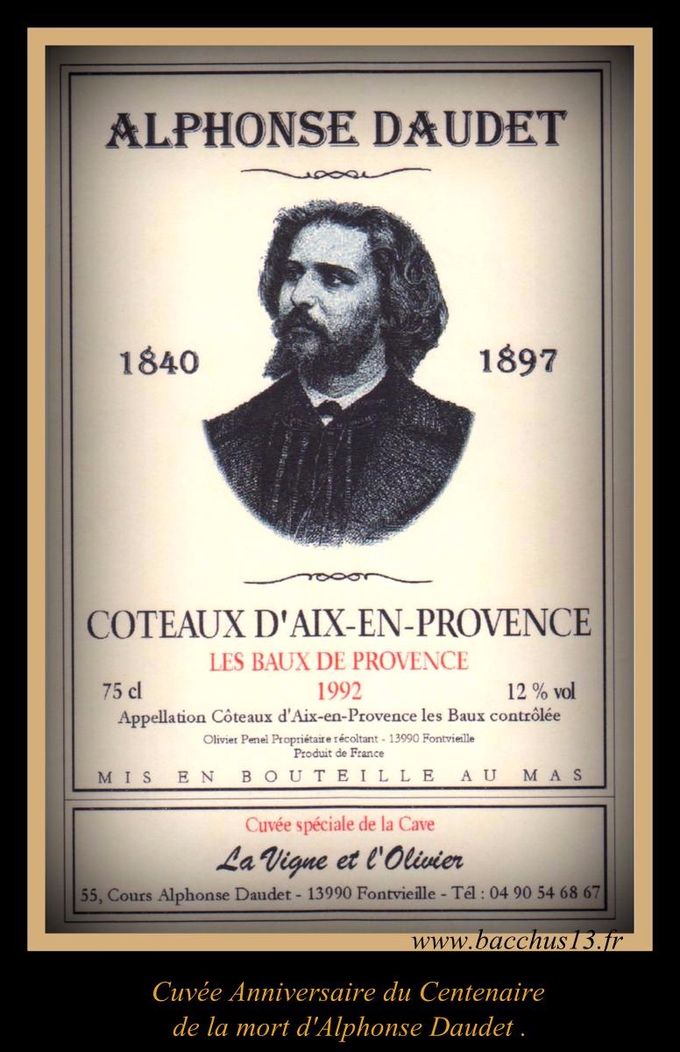 ALPHONSE DAUDET
1840 1897
COTEAUX D'AIX-EN-PROVENCE
LES BAUX DE PROVENCE
75 cl 1992 12 % vol
Appellation Côteaux d'Aix-en-Provence les Baux contrôlée
Olivier Penel Propriétaire récoltant - 13990 Fontvieille
Produit de France
MIS EN BOUTEILLE AU MAS
Cuvée spéciale de la Cave
La Vigne et l'Olivier
55, Cours Alphonse Daudet - 13990 Fontvieille - Tél : 04 90 54 68 67
www.bacchus13.fr
Cuvée Anniversaire du Centenaire
de la mort d'Alphonse Daudet .